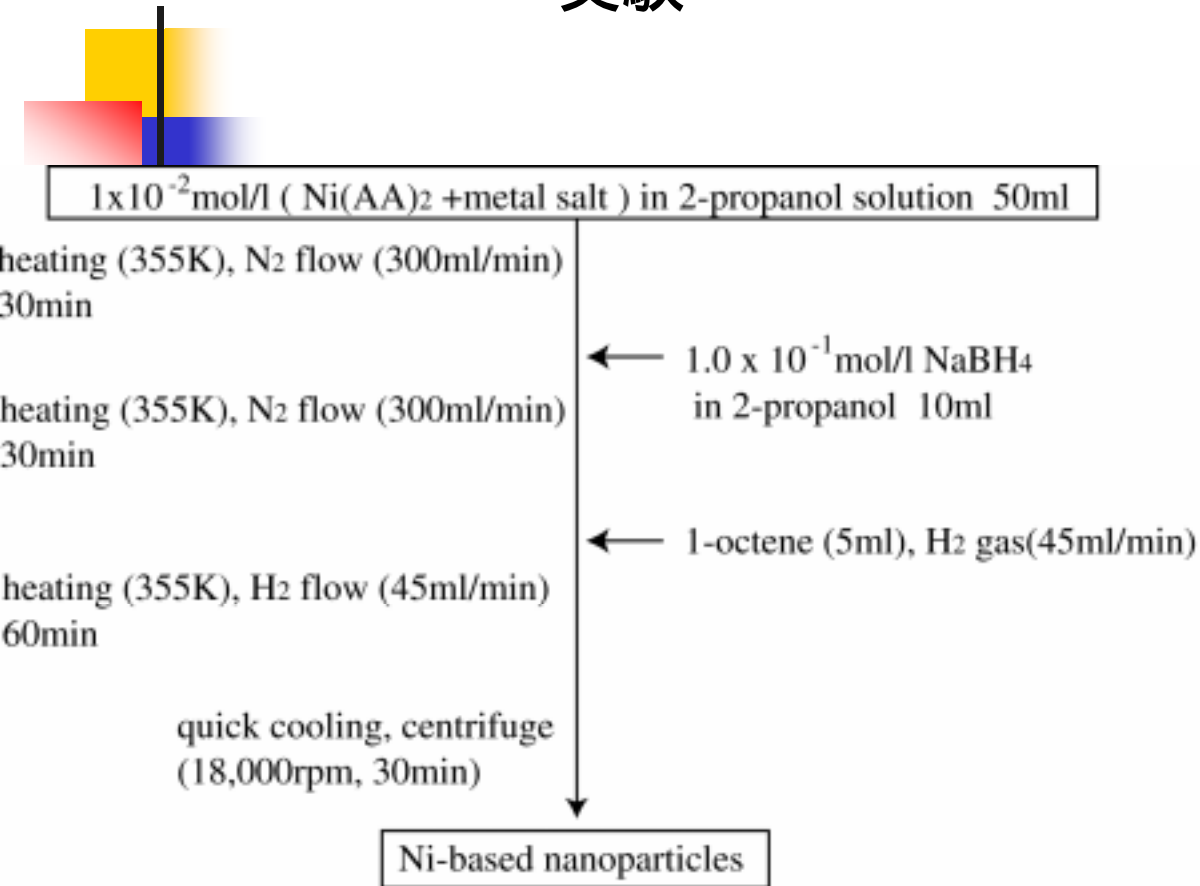 文献
1x10⁻²mol/l ( Ni(AA)₂ +metal salt ) in 2-propanol solution 50ml
heating (355K), N₂ flow (300ml/min)
30min
1.0 x 10⁻¹mol/l NaBH₄
in 2-propanol 10ml
heating (355K), N₂ flow (300ml/min)
30min
1-octene (5ml), H₂ gas(45ml/min)
heating (355K), H₂ flow (45ml/min)
60min
quick cooling, centrifuge
(18,000rpm, 30min)
Ni-based nanoparticles